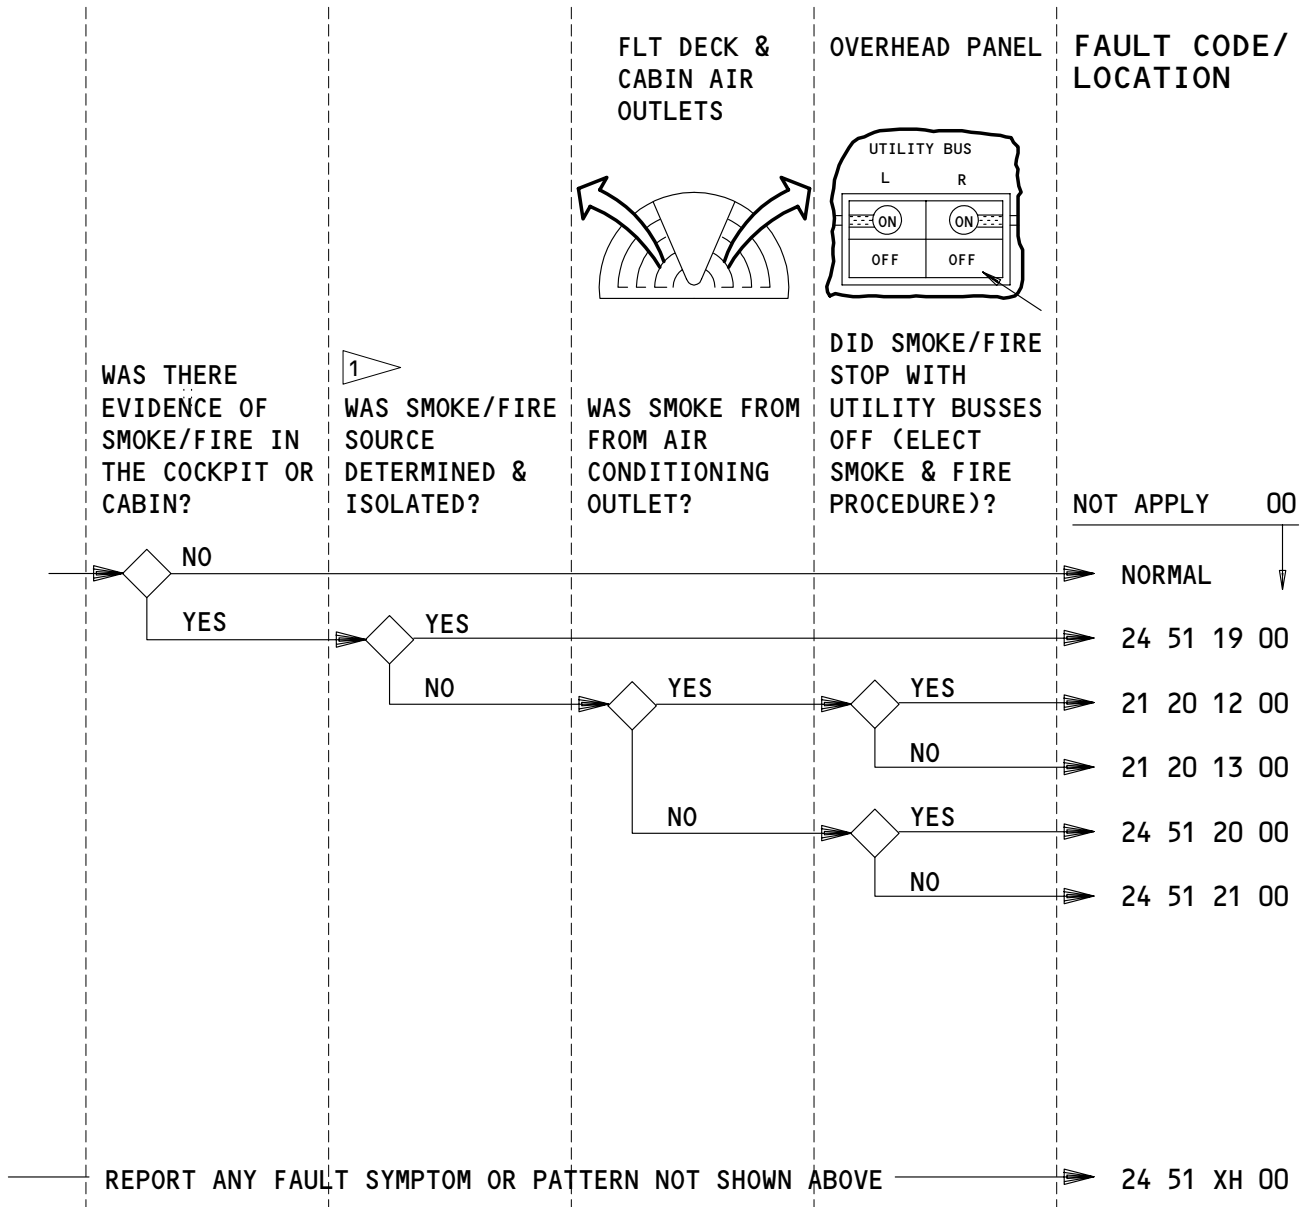 FLT DECK &
CABIN AIR
OUTLETS
OVERHEAD PANEL
FAULT CODE/
LOCATION
UTILITY BUS
L R
ON ON
OFF OFF
WAS THERE
EVIDENCE OF
SMOKE/FIRE IN
THE COCKPIT OR
CABIN?
1
WAS SMOKE/FIRE
SOURCE
DETERMINED &
ISOLATED?
WAS SMOKE FROM
FROM AIR
CONDITIONING
OUTLET?
DID SMOKE/FIRE
STOP WITH
UTILITY BUSSES
OFF (ELECT
SMOKE & FIRE
PROCEDURE)?
NOT APPLY 00
NO
NORMAL
YES
YES
24 51 19 00
NO
YES
YES
21 20 12 00
NO
21 20 13 00
NO
YES
24 51 20 00
NO
24 51 21 00
REPORT ANY FAULT SYMPTOM OR PATTERN NOT SHOWN ABOVE
24 51 XH 00